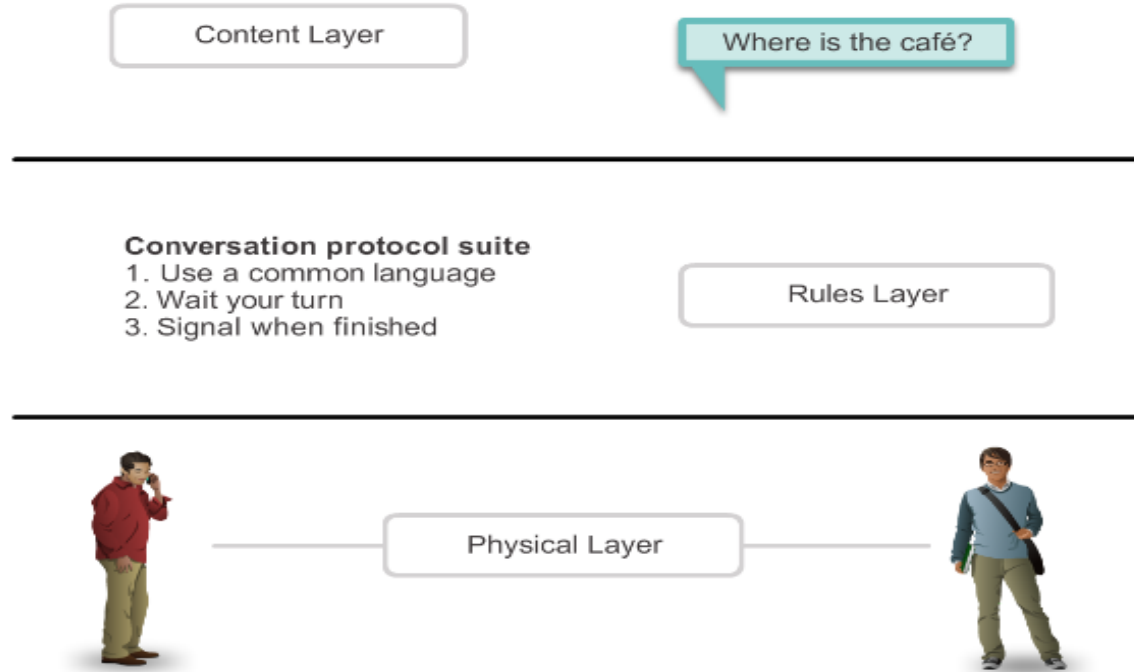 Content Layer
Where is the café?
Conversation protocol suite
1. Use a common language
2. Wait your turn
3. Signal when finished
Rules Layer
Physical Layer